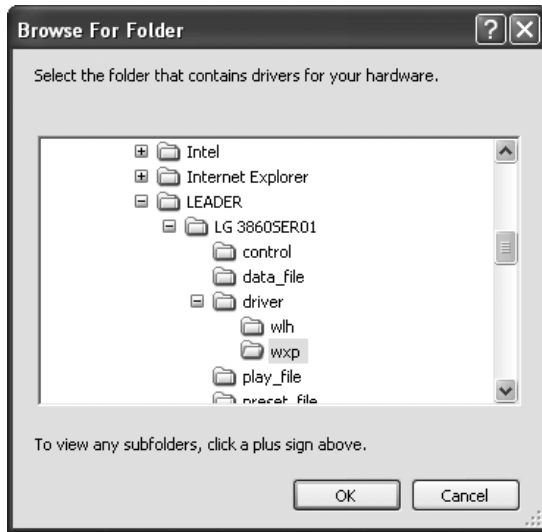 Browse For Folder
Select the folder that contains drivers for your hardware.
Intel
Internet Explorer
LEADER
LG 3860SER01
control
data_file
driver
wlh
wxp
play_file
preset_file
To view any subfolders, click a plus sign above.
OK Cancel